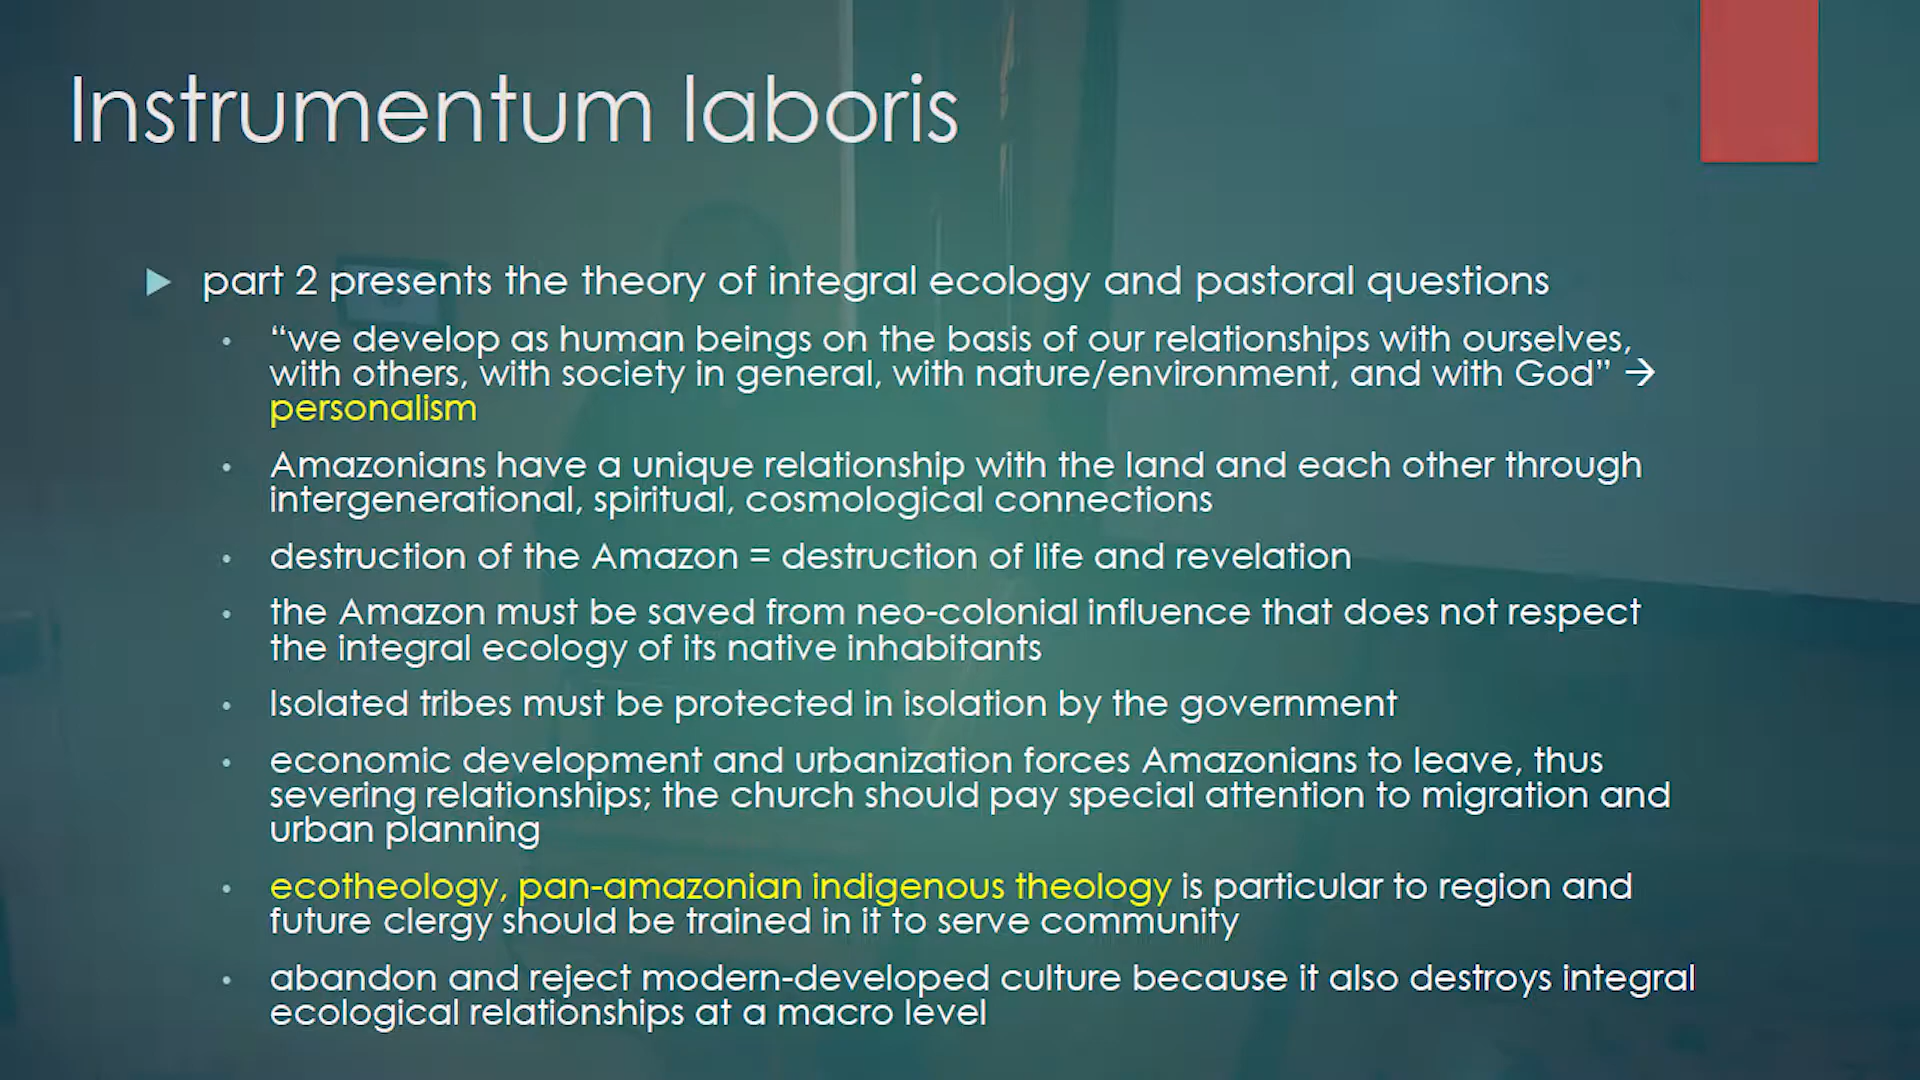 Instrumentum laboris
part 2 presents the theory of integral ecology and pastoral questions
“we develop as human beings on the basis of our relationships with ourselves,
with others, with society in general, with nature/environment, and with God” →
personalism
Amazonians have a unique relationship with the land and each other through
intergenerational, spiritual, cosmological connections
destruction of the Amazon = destruction of life and revelation
the Amazon must be saved from neo-colonial influence that does not respect
the integral ecology of its native inhabitants
Isolated tribes must be protected in isolation by the government
economic development and urbanization forces Amazonians to leave, thus
severing relationships; the church should pay special attention to migration and
urban planning
ecotheology, pan-amazonian indigenous theology is particular to region and
future clergy should be trained in it to serve community
abandon and reject modern-developed culture because it also destroys integral
ecological relationships at a macro level